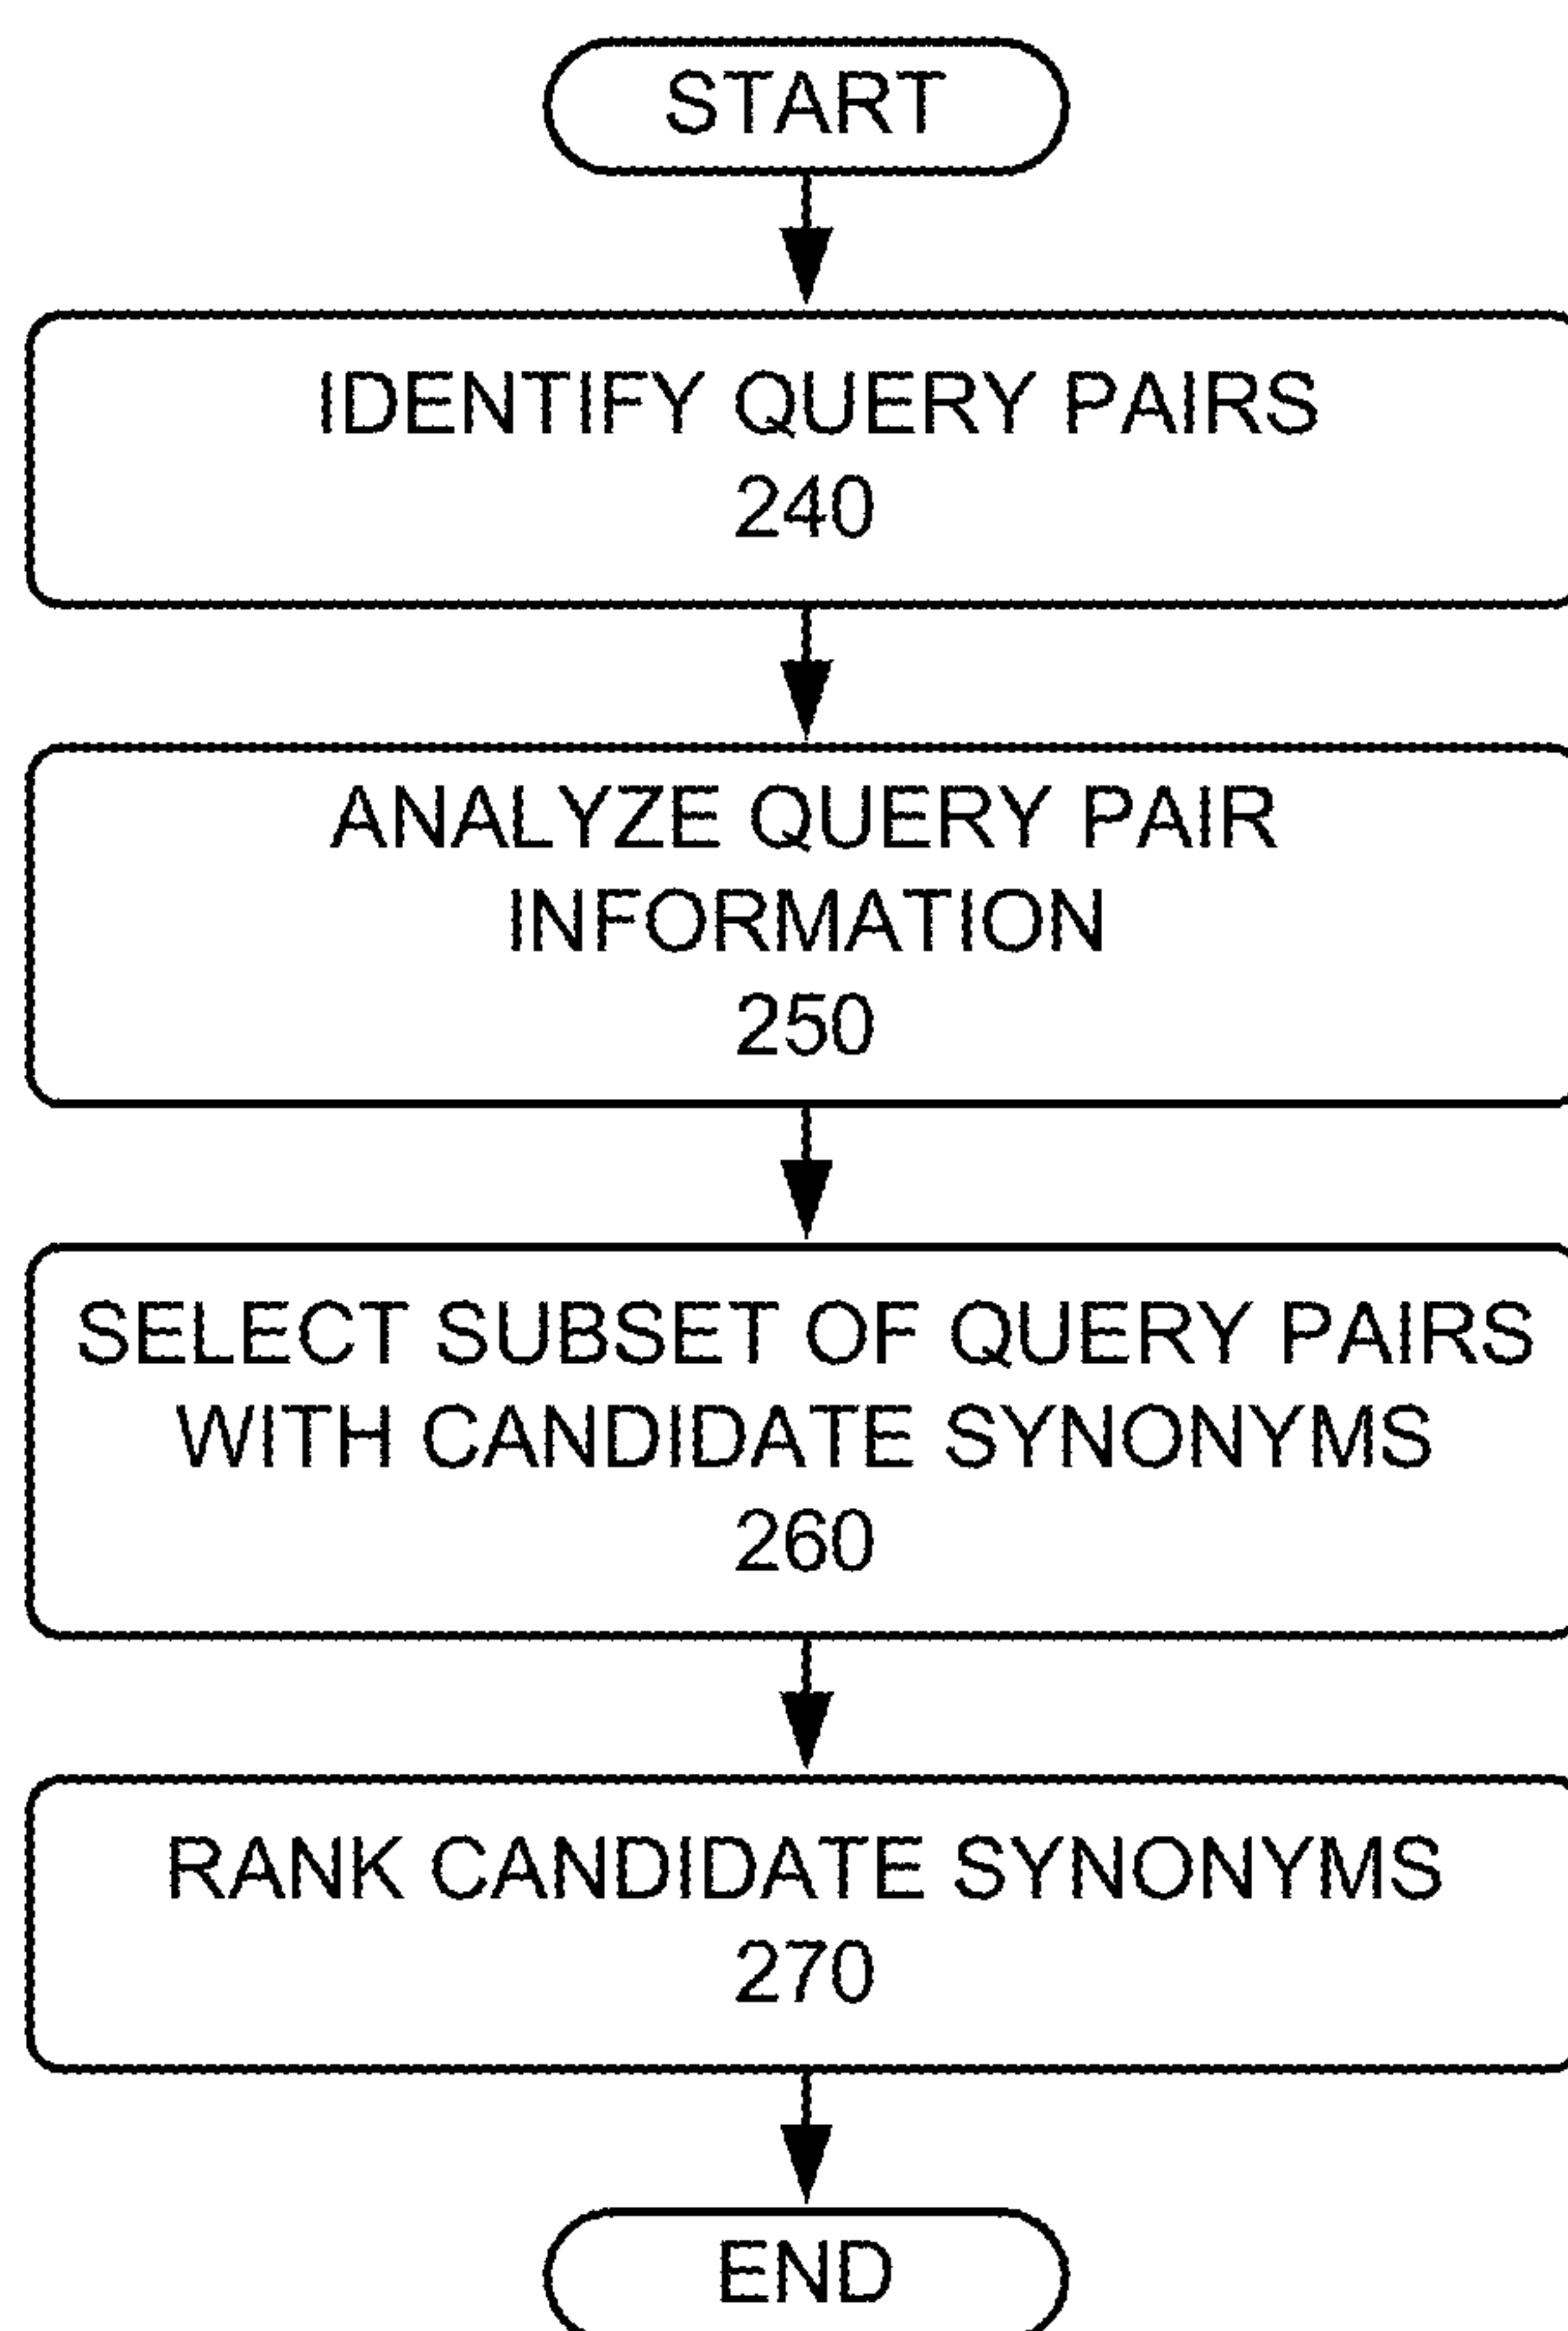 START
IDENTIFY QUERY PAIRS
240
ANALYZE QUERY PAIR
INFORMATION
250
SELECT SUBSET OF QUERY PAIRS
WITH CANDIDATE SYNONYMS
260
RANK CANDIDATE SYNONYMS
270
END